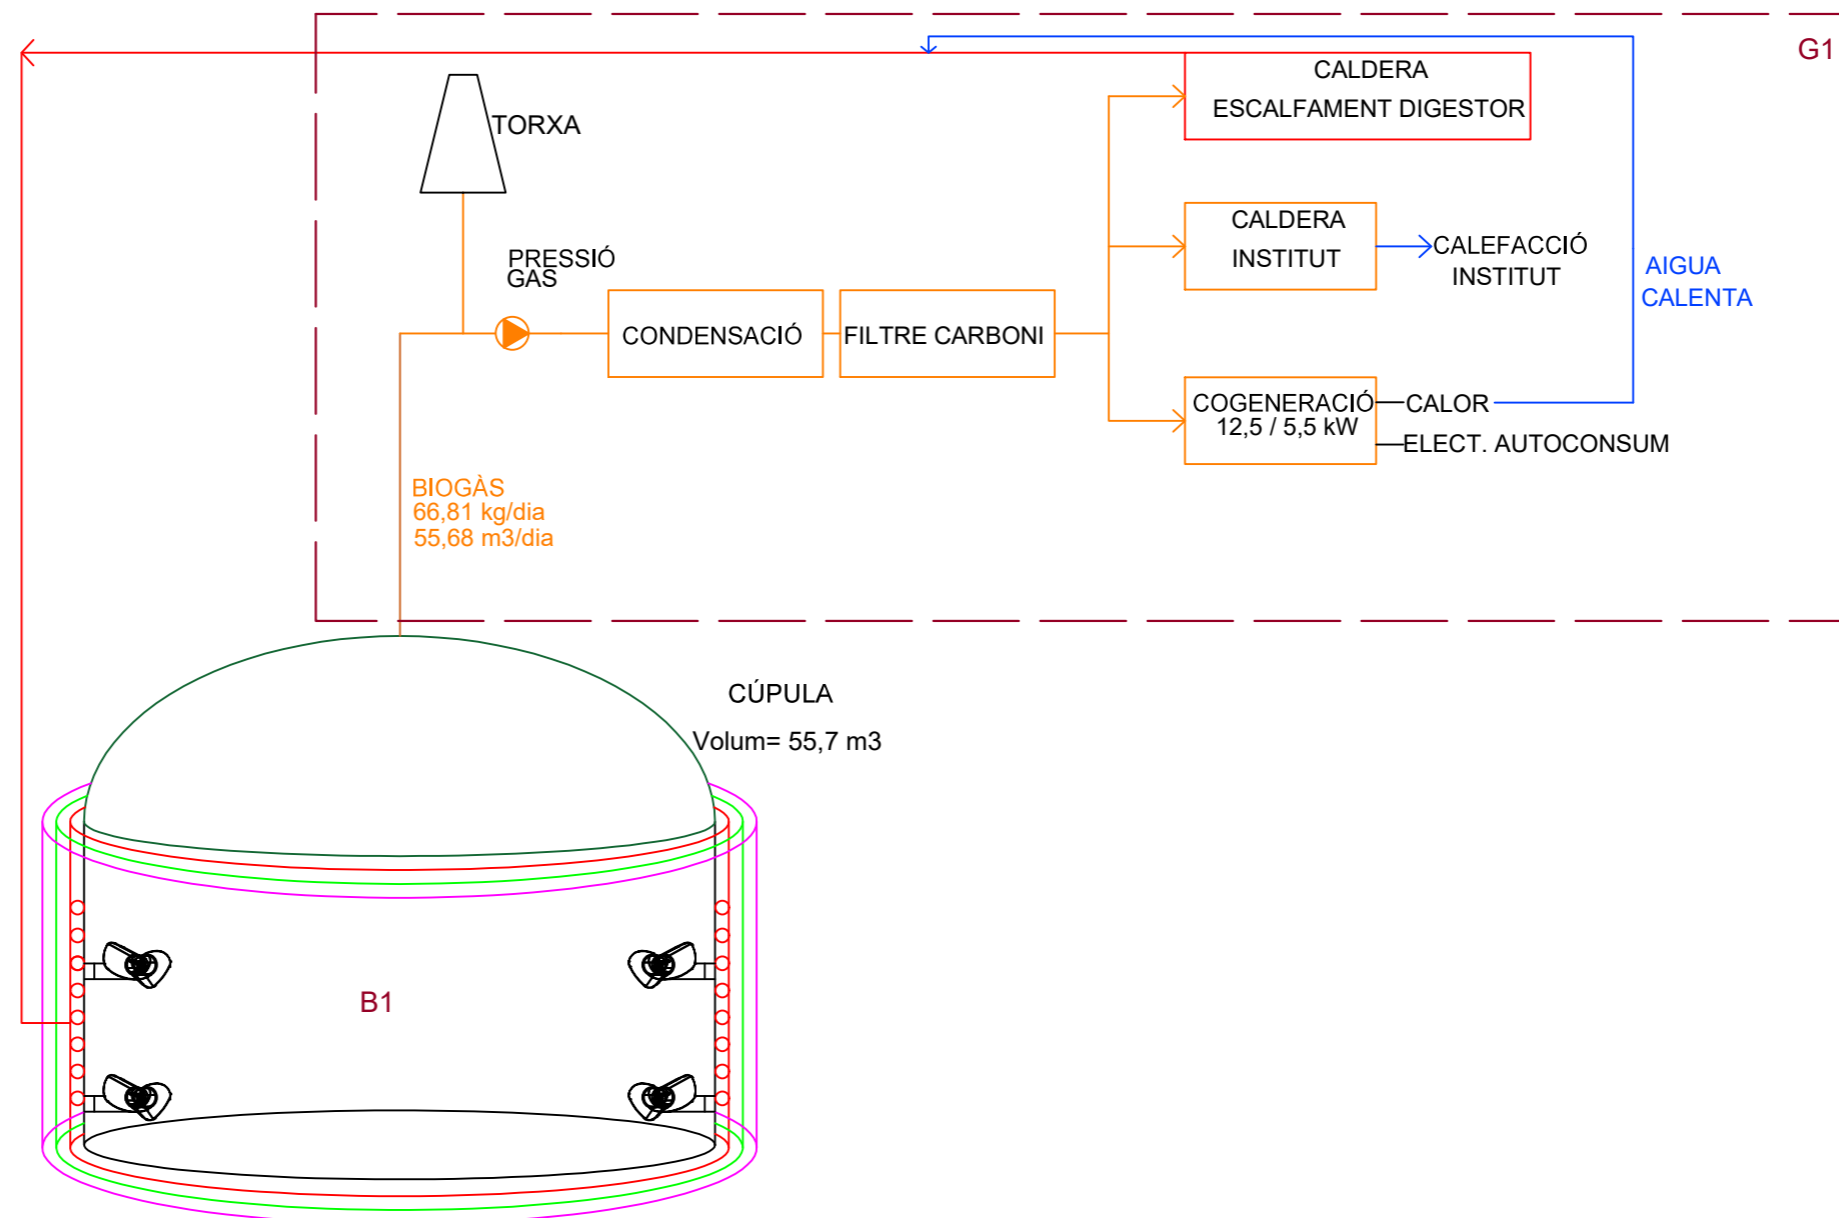 G1
CALDERA
ESCALFAMENT DIGESTOR
TORXA
CALDERA
INSTITUT
CALEFACCIÓ
INSTITUT
AIGUA
CALENTA
PRESSIÓ
GAS
CONDENSACIÓ
FILTRE CARBONI
COGENERACIÓ
12,5 / 5,5 kW
CALOR
ELECT. AUTOCONSUM
BIOGÀS
66,81 kg/dia
55,68 m3/dia
CÚPULA
Volum= 55,7 m3
B1